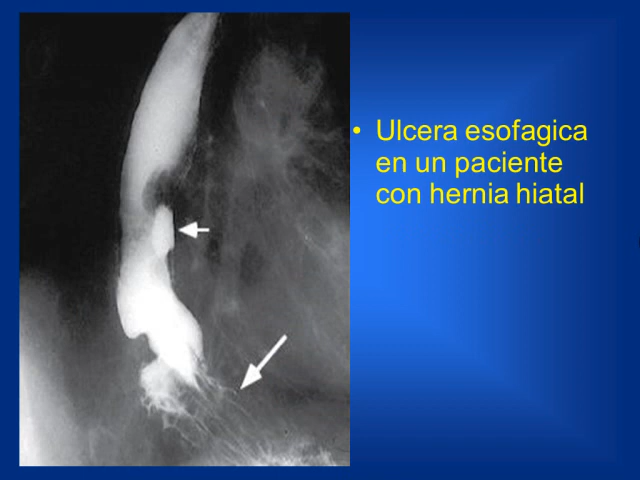 • Ulcera esofagica
en un paciente
con hernia hiatal